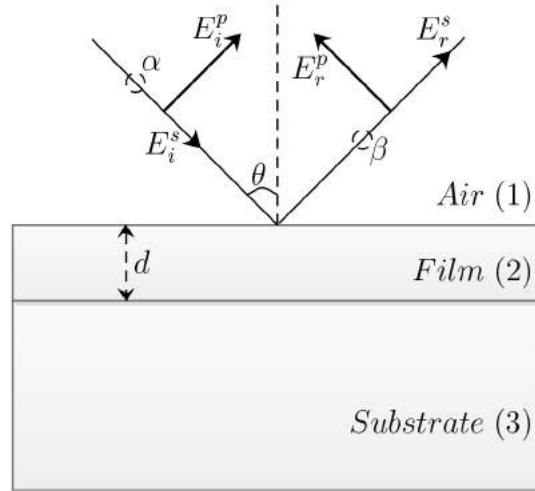 E_i^p
E_r^s
α
E_r^p
E_i^s
β
θ
Air (1)
d
Film (2)
Substrate (3)